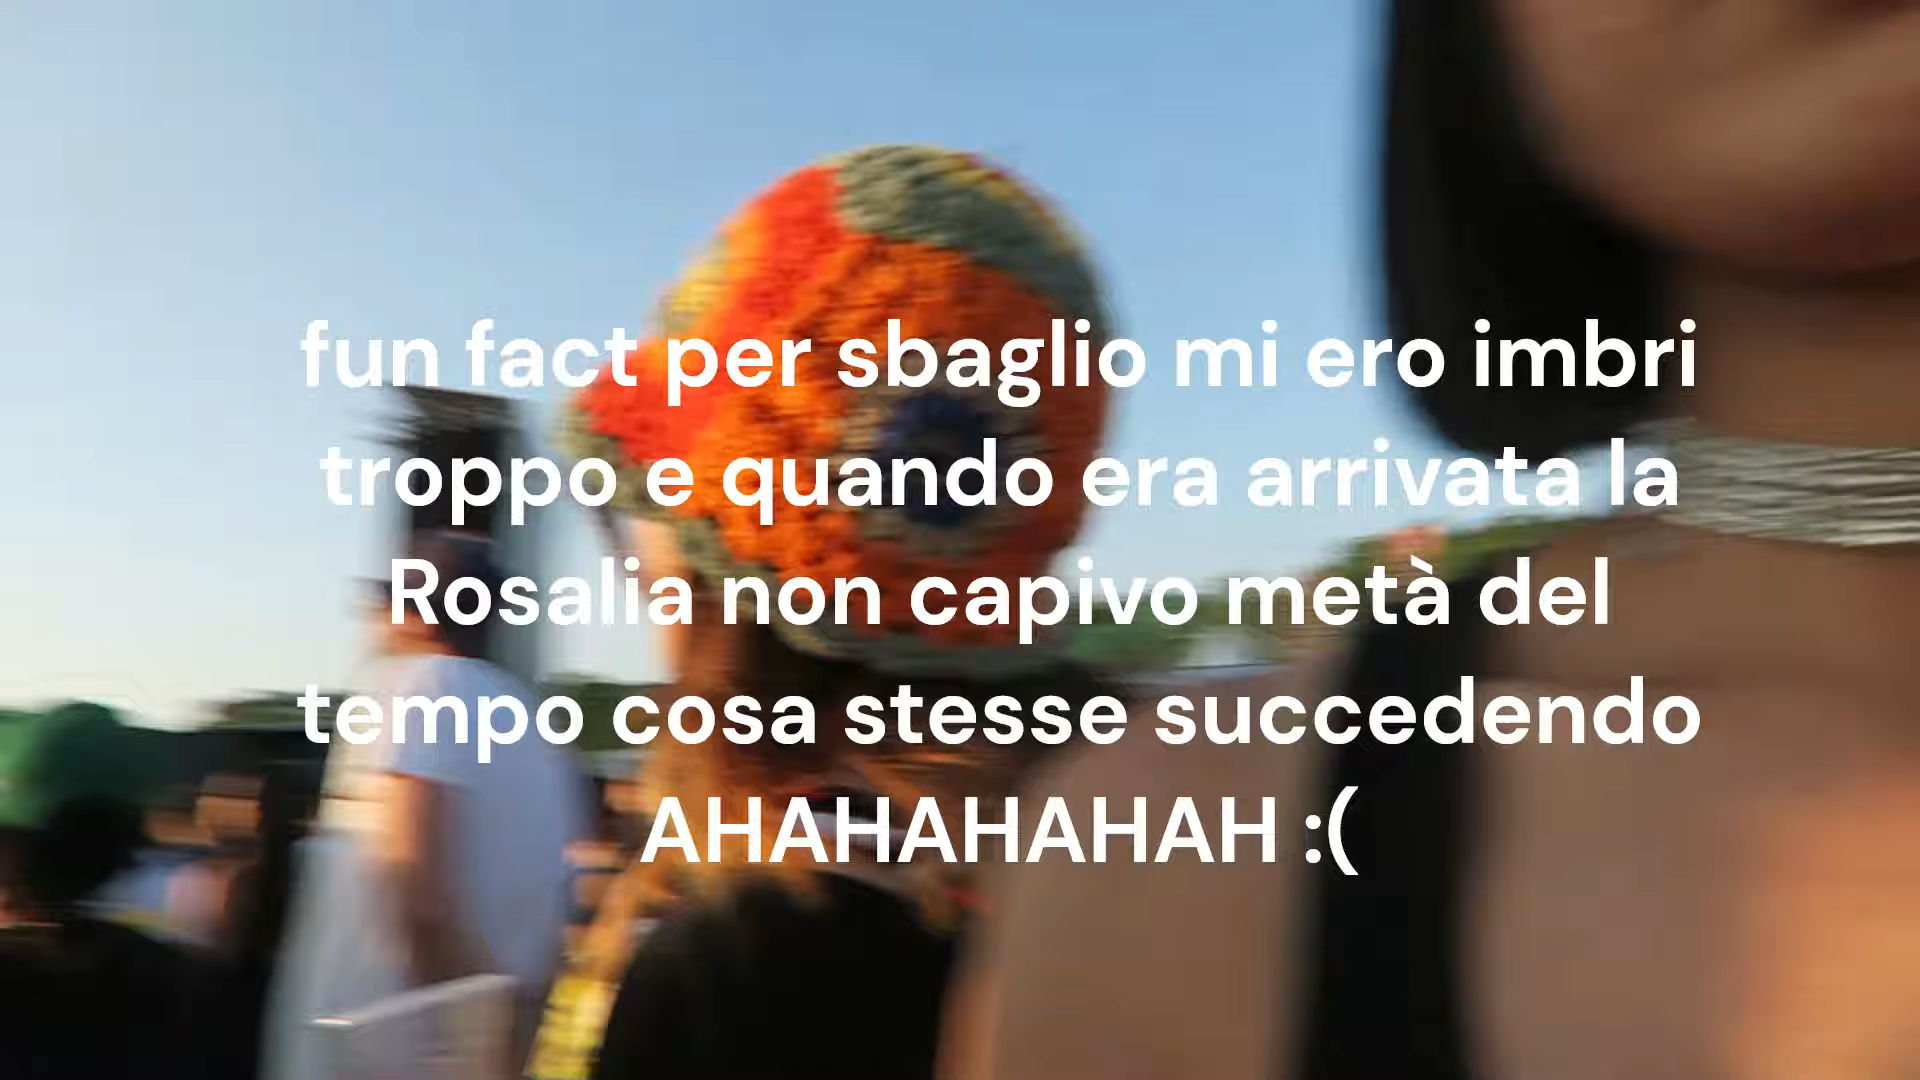 fun fact per sbaglio mi ero imbri
troppo e quando era arrivata la
Rosalia non capivo metà del
tempo cosa stesse succedendo
AHAHAHAHAH :(